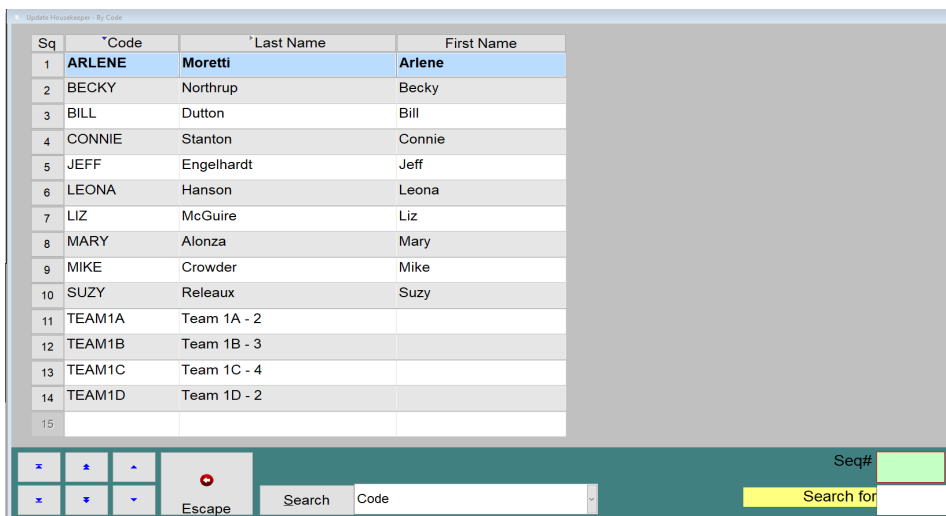 Update Housekeeper - By Code
Sq Code Last Name First Name
1 ARLENE Moretti Arlene
2 BECKY Northrup Becky
3 BILL Dutton Bill
4 CONNIE Stanton Connie
5 JEFF Engelhardt Jeff
6 LEONA Hanson Leona
7 LIZ McGuire Liz
8 MARY Alonza Mary
9 MIKE Crowder Mike
10 SUZY Releaux Suzy
11 TEAM1A Team 1A - 2
12 TEAM1B Team 1B - 3
13 TEAM1C Team 1C - 4
14 TEAM1D Team 1D - 2
15
Seq#
Escape Search Code Search for